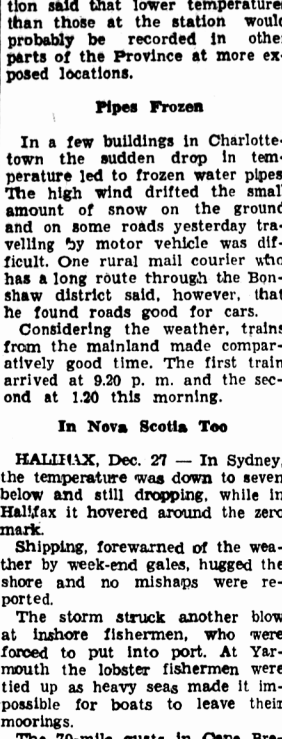 tion said that lower temperature
than those at the station would
probably be recorded in other
parts of the Province at more ex-
posed locations.
Pipes Frozen
In a few buildings in Charlotte-
town the sudden drop in tem-
perature led to frozen water pipes
The high wind drifted the small
amount of snow on the ground
and on some roads yesterday tra-
velling by motor vehicle was dif-
ficult. One rural mail courier who
has a long route through the Bon-
shaw district said, however, that
he found roads good for cars.
Considering the weather, trains
from the mainland made compar-
atively good time. The first train
arrived at 9.20 p. m. and the sec-
ond at 1.20 this morning.
In Nova Scotia Too
HALIFAX, Dec. 27 — In Sydney,
the temperature was down to seven
below and still dropping, while in
Halifax it hovered around the zero
mark.
Shipping, forewarned of the wea-
ther by week-end gales, hugged the
shore and no mishaps were re-
ported.
The storm struck another blow
at inshore fishermen, who were
forced to put into port. At Yar-
mouth the lobster fishermen were
tied up as heavy seas made it im-
possible for boats to leave their
moorings.
The 70-mile gusts in Cape Bre-